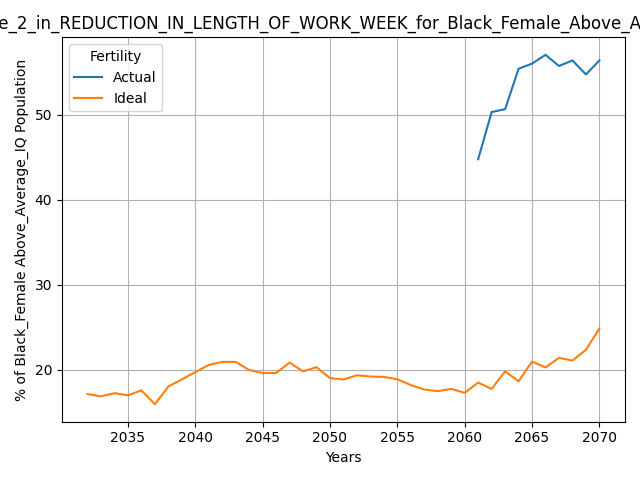 e_2_in_REDUCTION_IN_LENGTH_OF_WORK_WEEK_for_Black_Female_Above_A
Fertility
Actual
Ideal
% of Black_Female Above_Average_IQ Population
50
40
30
20
2035 2040 2045 2050 2055 2060 2065 2070
Years